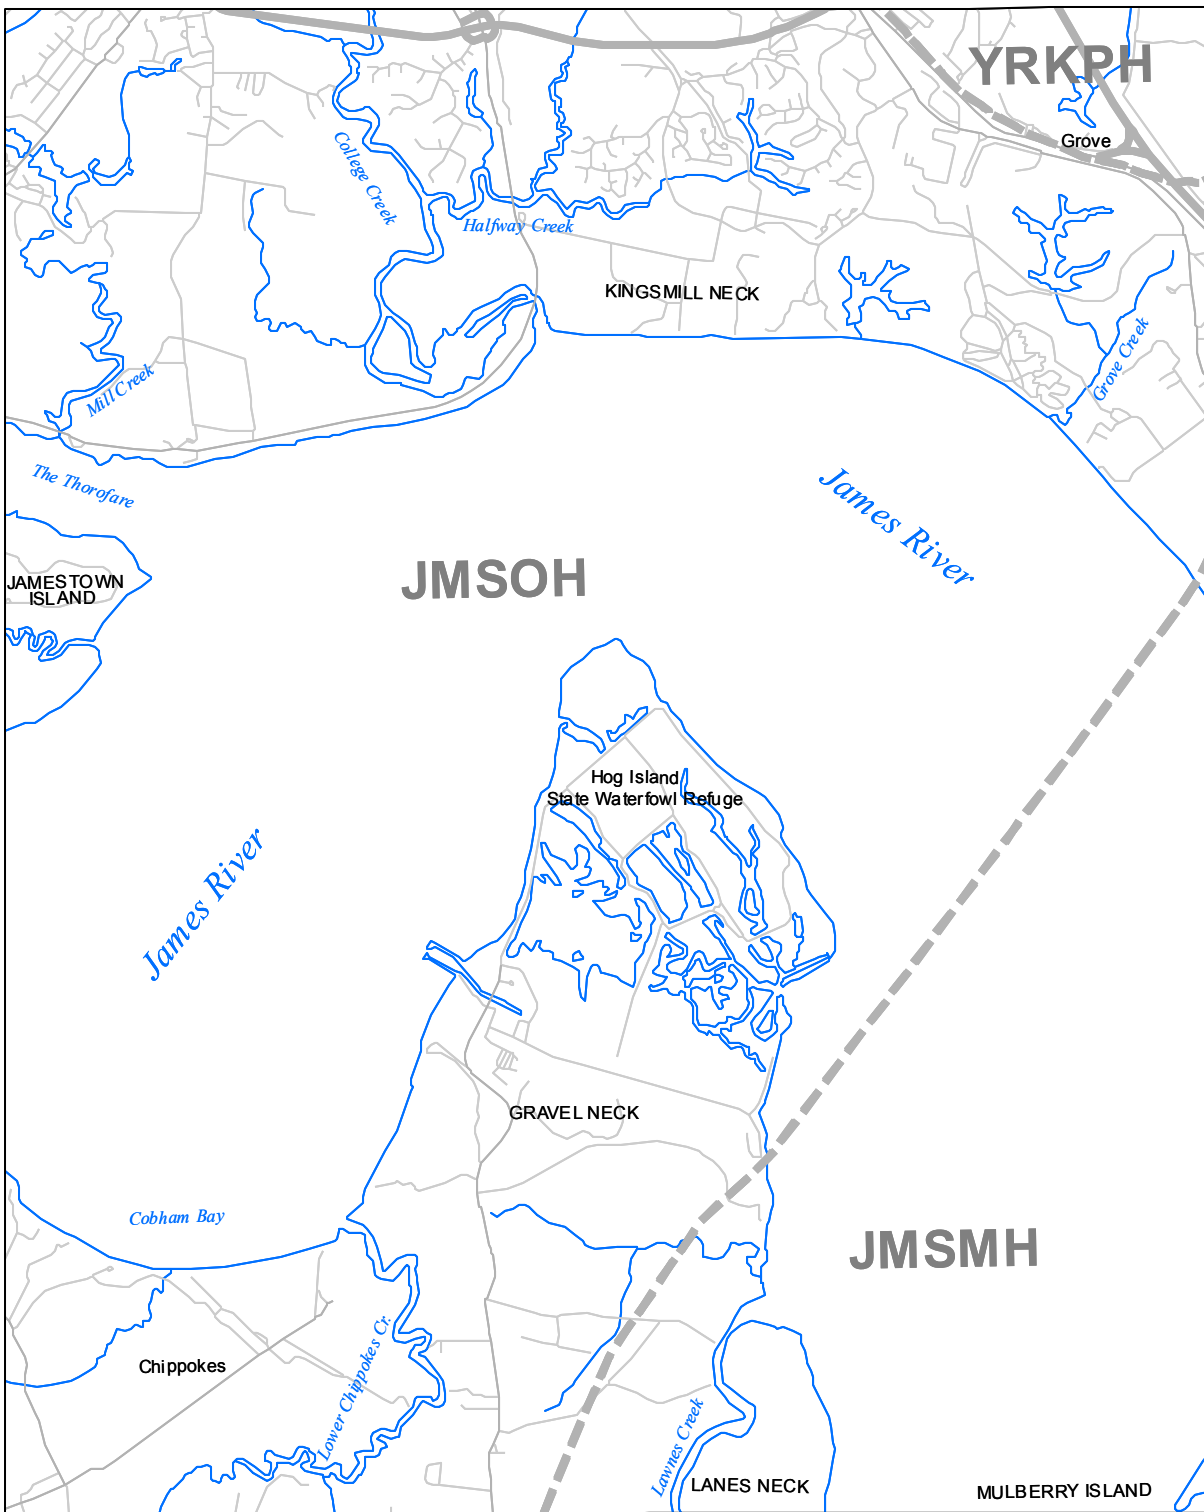 YRKPH
Grove
College Creek
Halfway Creek
KINGSMILL NECK
Mill Creek
Grove Creek
The Thorofare
James River
JAMESTOWN
ISLAND
JMSOH
Hog Island
State Waterfowl Refuge
James River
GRAVEL NECK
Cobham Bay
JMSMH
Chippokes
Lower Chippokes Cr.
Lawnes Creek
LANES NECK
MULBERRY ISLAND